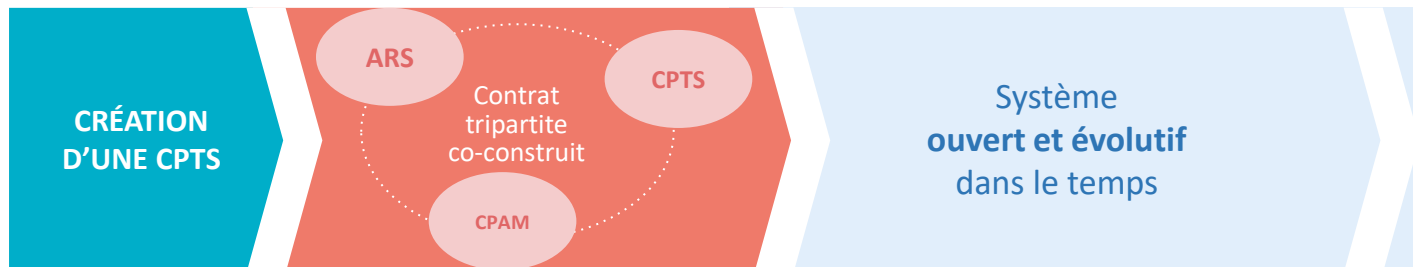 CRÉATION
D’UNE CPTS
ARS
CPTS
Contrat
tripartite
co-construit
CPAM
Système
ouvert et évolutif
dans le temps